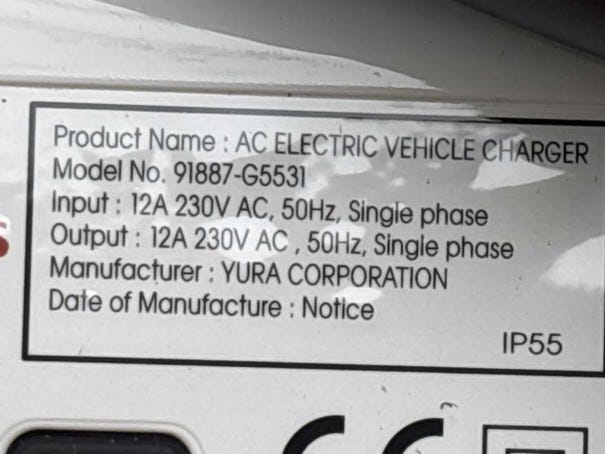 Product Name : AC ELECTRIC VEHICLE CHARGER
Model No. 91887-G5531
Input : 12A 230V AC, 50Hz, Single phase
Output : 12A 230V AC , 50Hz, Single phase
Manufacturer : YURA CORPORATION
Date of Manufacture : Notice
IP55
CE